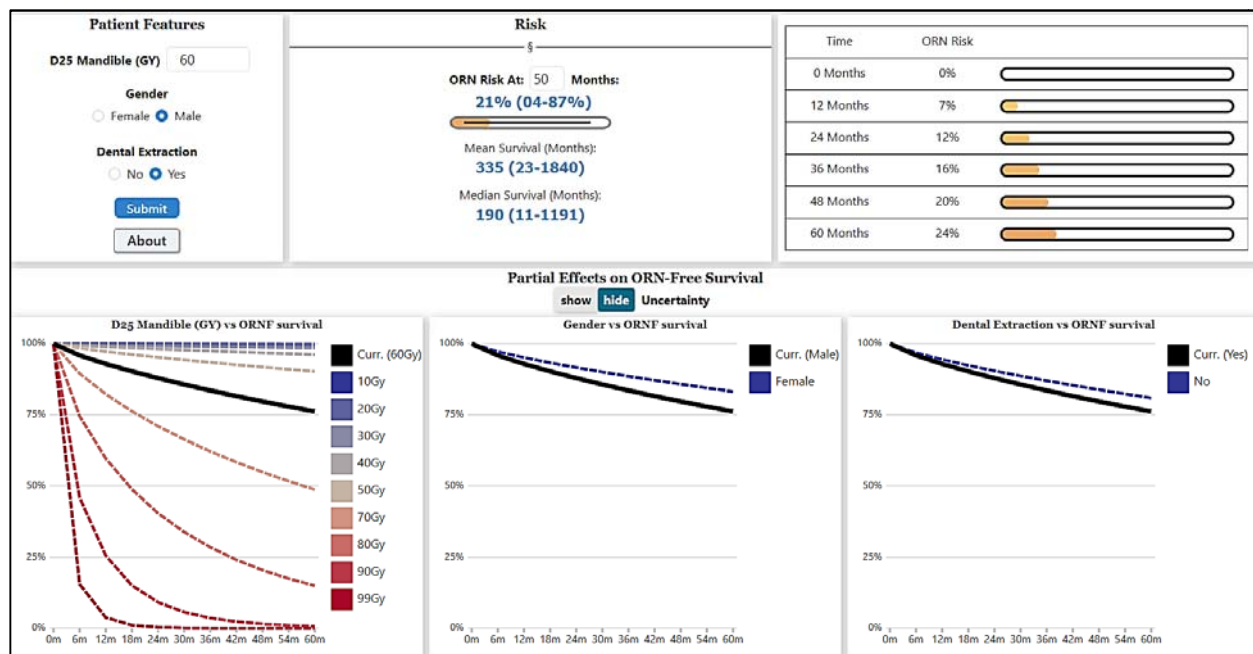 Patient Features
D25 Mandible (GY) 60
Gender
Female Male
Dental Extraction
No Yes
Submit
About
Risk
§
ORN Risk At: 50 Months:
21% (04-87%)
Mean Survival (Months):
335 (23-1840)
Median Survival (Months):
190 (11-1191)
Time ORN Risk
0 Months 0%
12 Months 7%
24 Months 12%
36 Months 16%
48 Months 20%
60 Months 24%
Partial Effects on ORN-Free Survival
show hide Uncertainty
D25 Mandible (GY) vs ORNF survival
100%
75%
50%
25%
0%
0m 6m 12m 18m 24m 30m 36m 42m 48m 54m 60m
Curr. (60Gy)
10Gy
20Gy
30Gy
40Gy
50Gy
70Gy
80Gy
90Gy
99Gy
Gender vs ORNF survival
100%
75%
50%
25%
0%
0m 6m 12m 18m 24m 30m 36m 42m 48m 54m 60m
Curr. (Male)
Female
Dental Extraction vs ORNF survival
100%
75%
50%
25%
0%
0m 6m 12m 18m 24m 30m 36m 42m 48m 54m 60m
Curr. (Yes)
No